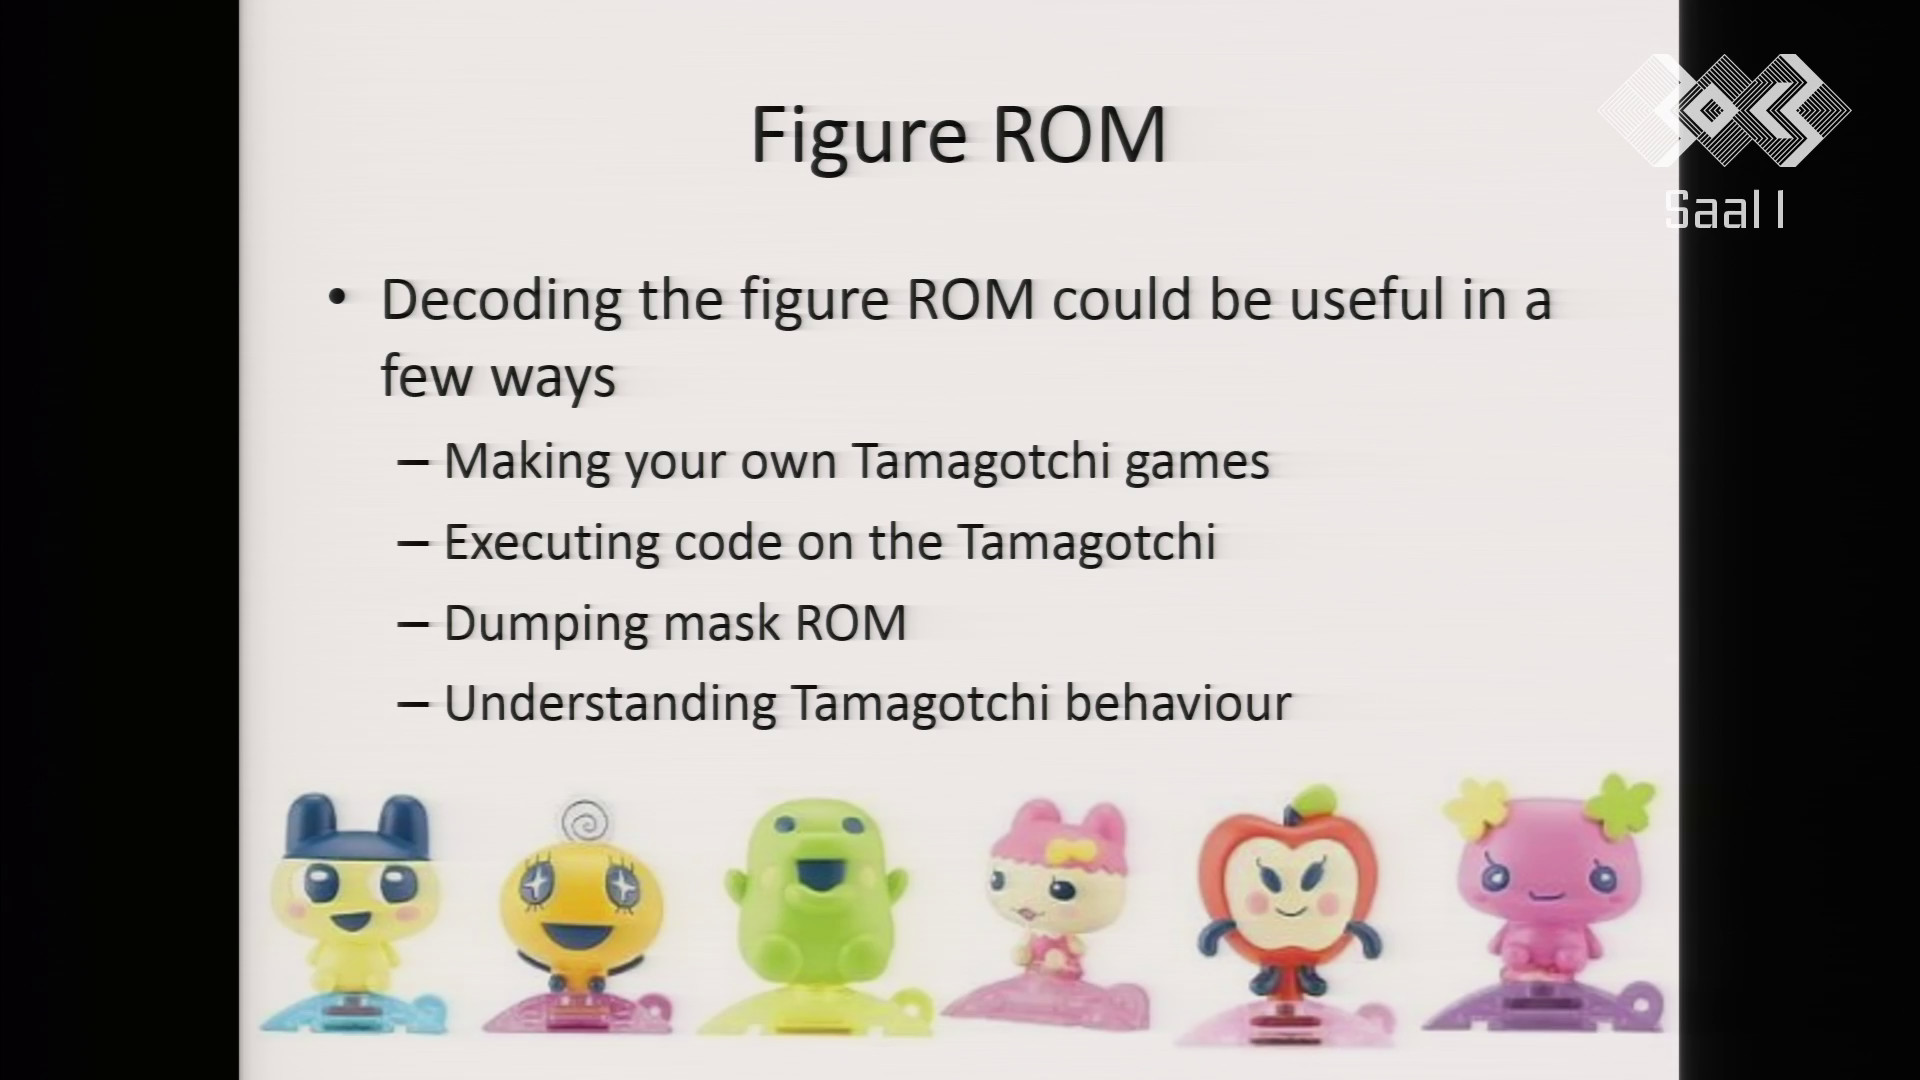 Figure ROM
Saal 1
• Decoding the figure ROM could be useful in a
few ways
– Making your own Tamagotchi games
– Executing code on the Tamagotchi
– Dumping mask ROM
– Understanding Tamagotchi behaviour